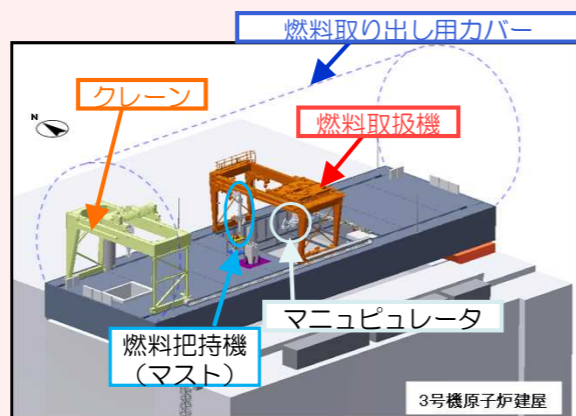 燃料取り出し用カバー
クレーン
N
燃料取扱機
マニュピュレータ
燃料把持機
（マスト）
3号機原子炉建屋